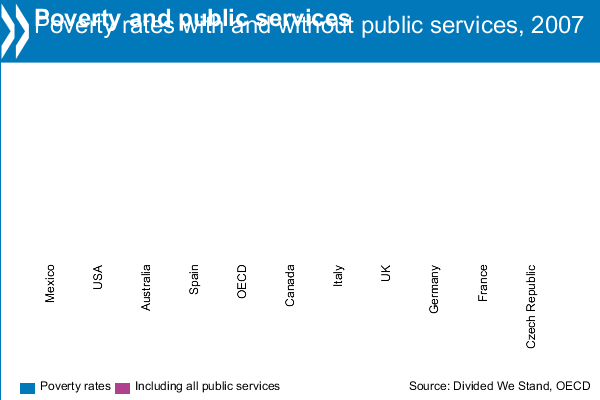 Poverty and public services
Poverty rates with and without public services, 2007
Mexico
USA
Australia
Spain
OECD
Canada
Italy
UK
Germany
France
Czech Republic
Poverty rates
Including all public services
Source: Divided We Stand, OECD